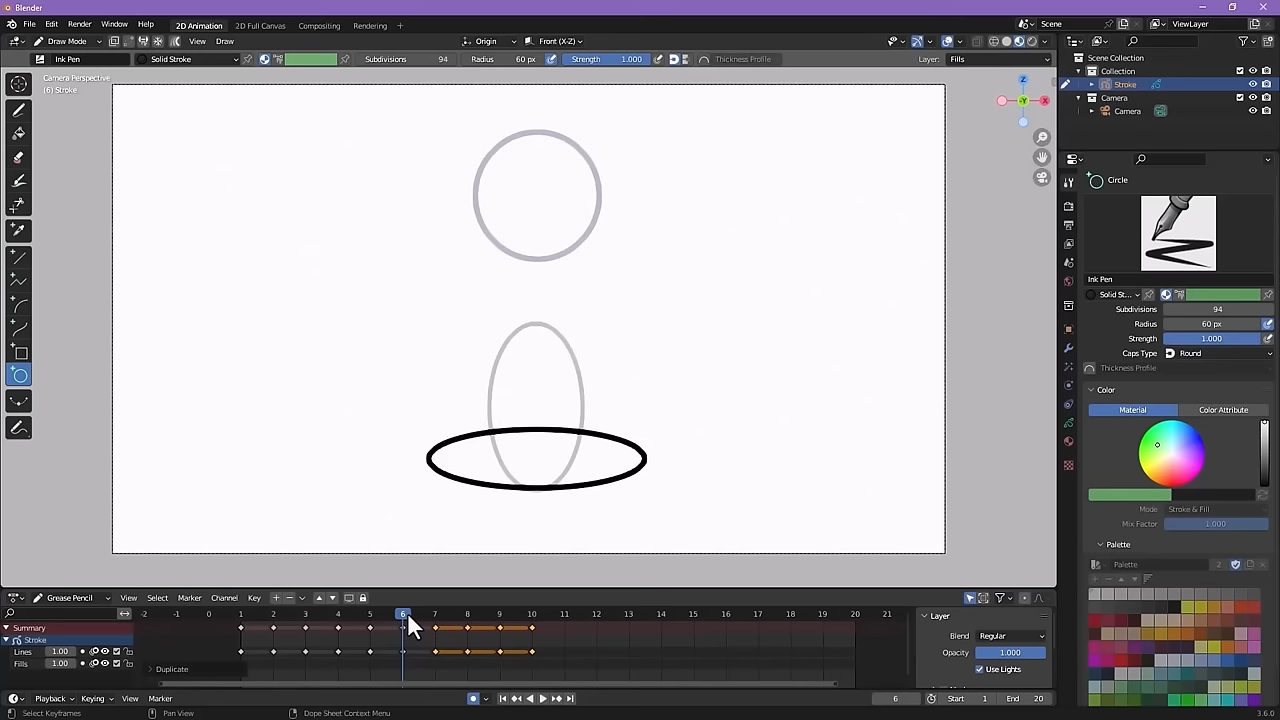 Blender
File Edit Render Window Help 2D Animation 2D Full Canvas Compositing Rendering + Scene ViewLayer
Draw Mode View Draw Origin Front (X-Z)
Ink Pen Solid Stroke Subdivisions 94 Radius 60 px Strength 1.000 Thickness Profile Layer: Fills
Camera Perspective
(6) Stroke
Z
-Y X
Scene Collection
Collection
Stroke
Camera
Camera
Circle
Ink Pen
Solid St...
Subdivisions 94
Radius 60 px
Strength 1.000
Caps Type Round
Thickness Profile
Color
Material Color Attribute
Mode Stroke & Fill
Mix Factor 1.000
Palette
Palette 2
Grease Pencil View Select Marker Channel Key
-2 -1 0 1 2 3 4 5 6 7 8 9 10 11 12 13 14 15 16 17 18 19 20 21
Summary
Stroke
Lines 1.00
Fills 1.00
Duplicate
Layer
Blend Regular
Opacity 1.000
Use Lights
Playback Keying View Marker 6 Start 1 End 20
Select Keyframes Pan View Dope Sheet Context Menu 3.6.0